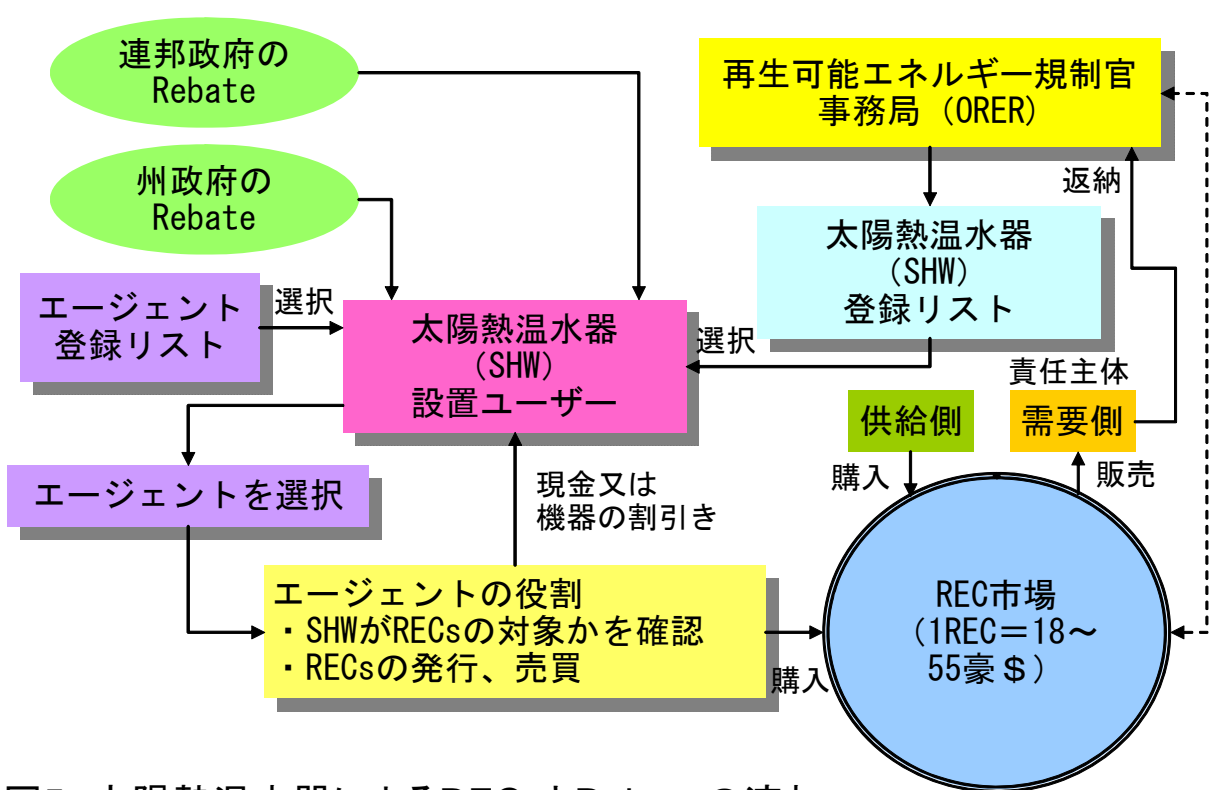 連邦政府の
Rebate
再生可能エネルギー規制官
事務局（ORER）
州政府の
Rebate
返納
太陽熱温水器
（SHW）
登録リスト
エージェント
登録リスト
選択
太陽熱温水器
（SHW）
設置ユーザー
選択
責任主体
供給側
需要側
エージェントを選択
現金又は
機器の割引き
購入
販売
エージェントの役割
・SHWがRECsの対象かを確認
・RECsの発行、売買
購入
REC市場
（1REC＝18～
55豪＄）